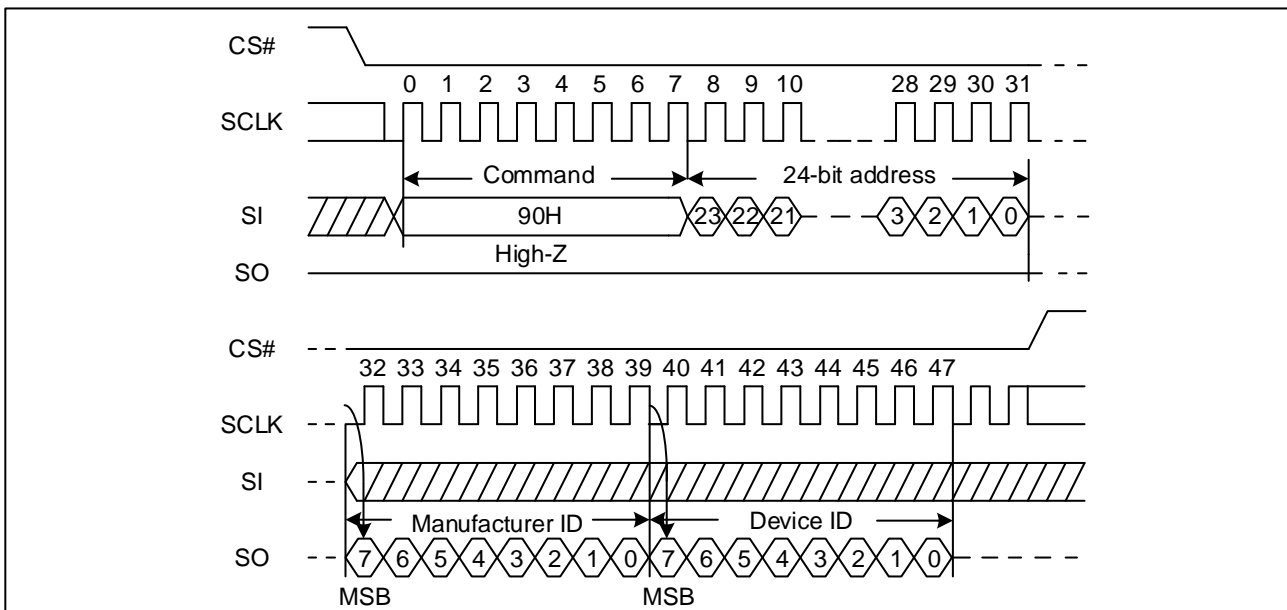 CS#
0 1 2 3 4 5 6 7 8 9 10 28 29 30 31
SCLK
Command 24-bit address
SI 90H 23 22 21 3 2 1 0
High-Z
SO
CS#
32 33 34 35 36 37 38 39 40 41 42 43 44 45 46 47
SCLK
SI
Manufacturer ID Device ID
SO 7 6 5 4 3 2 1 0 7 6 5 4 3 2 1 0
MSB MSB